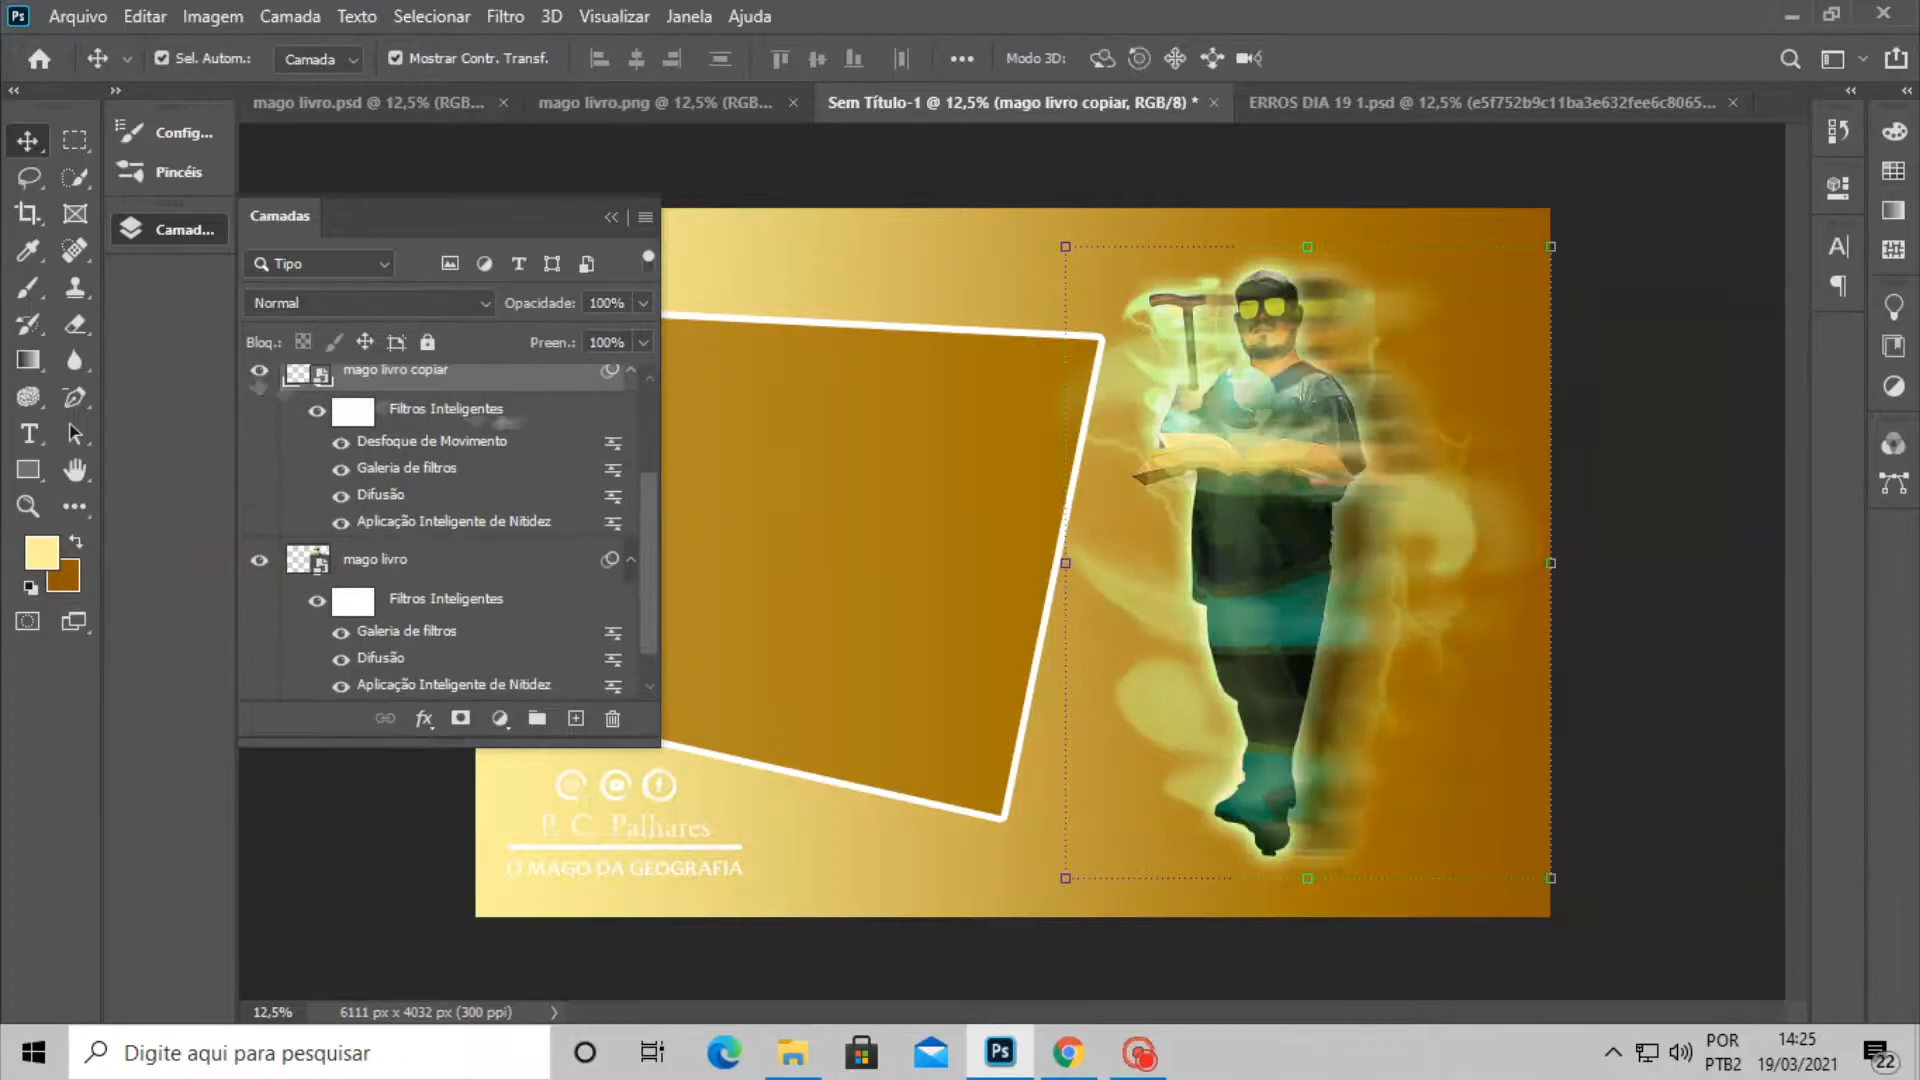 Ps Arquivo Editar Imagem Camada Texto Selecionar Filtro 3D Visualizar Janela Ajuda
Sel. Autom.: Camada Mostrar Contr. Transf. Modo 3D:
mago livro.psd @ 12,5% (RGB... mago livro.png @ 12,5% (RGB... Sem Título-1 @ 12,5% (mago livro copiar, RGB/8) * ERROS DIA 19 1.psd @ 12,5% (e5f752b9c11ba3e632fee6c8065...
Config...
Pincéis
Camad...
Camadas
Tipo
Normal Opacidade: 100%
Bloq.: Preen.: 100%
mago livro copiar
Filtros Inteligentes
Desfoque de Movimento
Galeria de filtros
Difusão
Aplicação Inteligente de Nitidez
mago livro
Filtros Inteligentes
Galeria de filtros
Difusão
Aplicação Inteligente de Nitidez
fx
P. C. Palhares
O MAGO DA GEOGRAFIA
12,5% 6111 px x 4032 px (300 ppi)
Digite aqui para pesquisar
Ps
POR
PTB2
14:25
19/03/2021
22